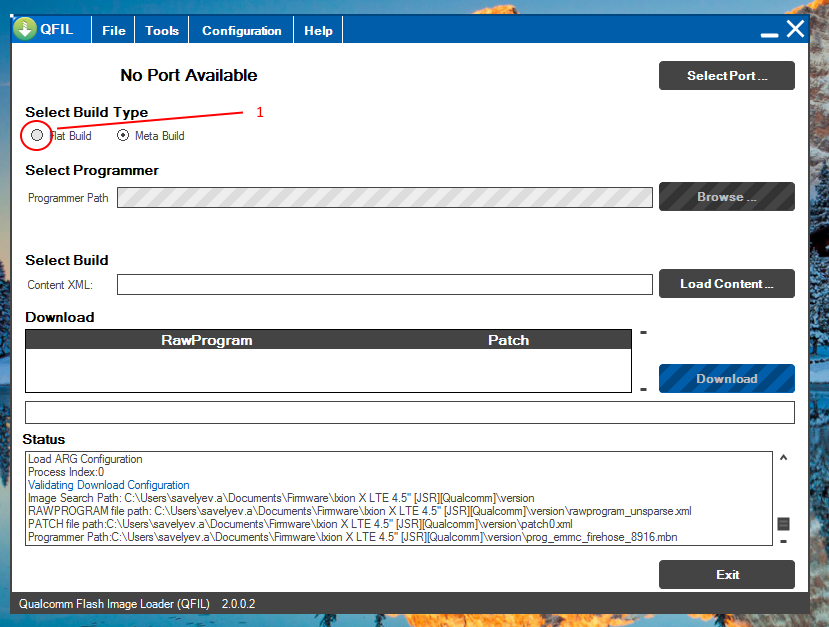 QFIL File Tools Configuration Help
No Port Available
Select Port ...
Select Build Type
1
Flat Build Meta Build
Select Programmer
Programmer Path
Browse ...
Select Build
Content XML:
Load Content ...
Download
RawProgram Patch
Download
Status
Load ARG Configuration
Process Index:0
Validating Download Configuration
Image Search Path: C:\Users\savelyev.a\Documents\Firmware\Ixion X LTE 4.5" [JSR][Qualcomm]\version
RAWPROGRAM file path: C:\Users\savelyev.a\Documents\Firmware\Ixion X LTE 4.5" [JSR][Qualcomm]\version\rawprogram_unsparse.xml
PATCH file path:C:\Users\savelyev.a\Documents\Firmware\Ixion X LTE 4.5" [JSR][Qualcomm]\version\patch0.xml
Programmer Path:C:\Users\savelyev.a\Documents\Firmware\Ixion X LTE 4.5" [JSR][Qualcomm]\version\prog_emmc_firehose_8916.mbn
Exit
Qualcomm Flash Image Loader (QFIL) 2.0.0.2